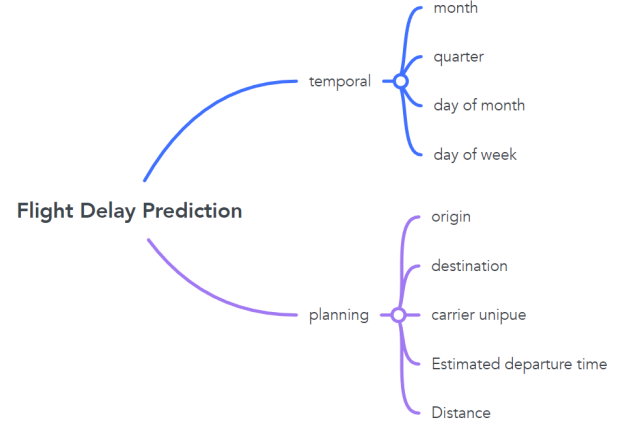 month
quarter
temporal
day of month
day of week
Flight Delay Prediction
origin
destination
planning
carrier unipue
Estimated departure time
Distance